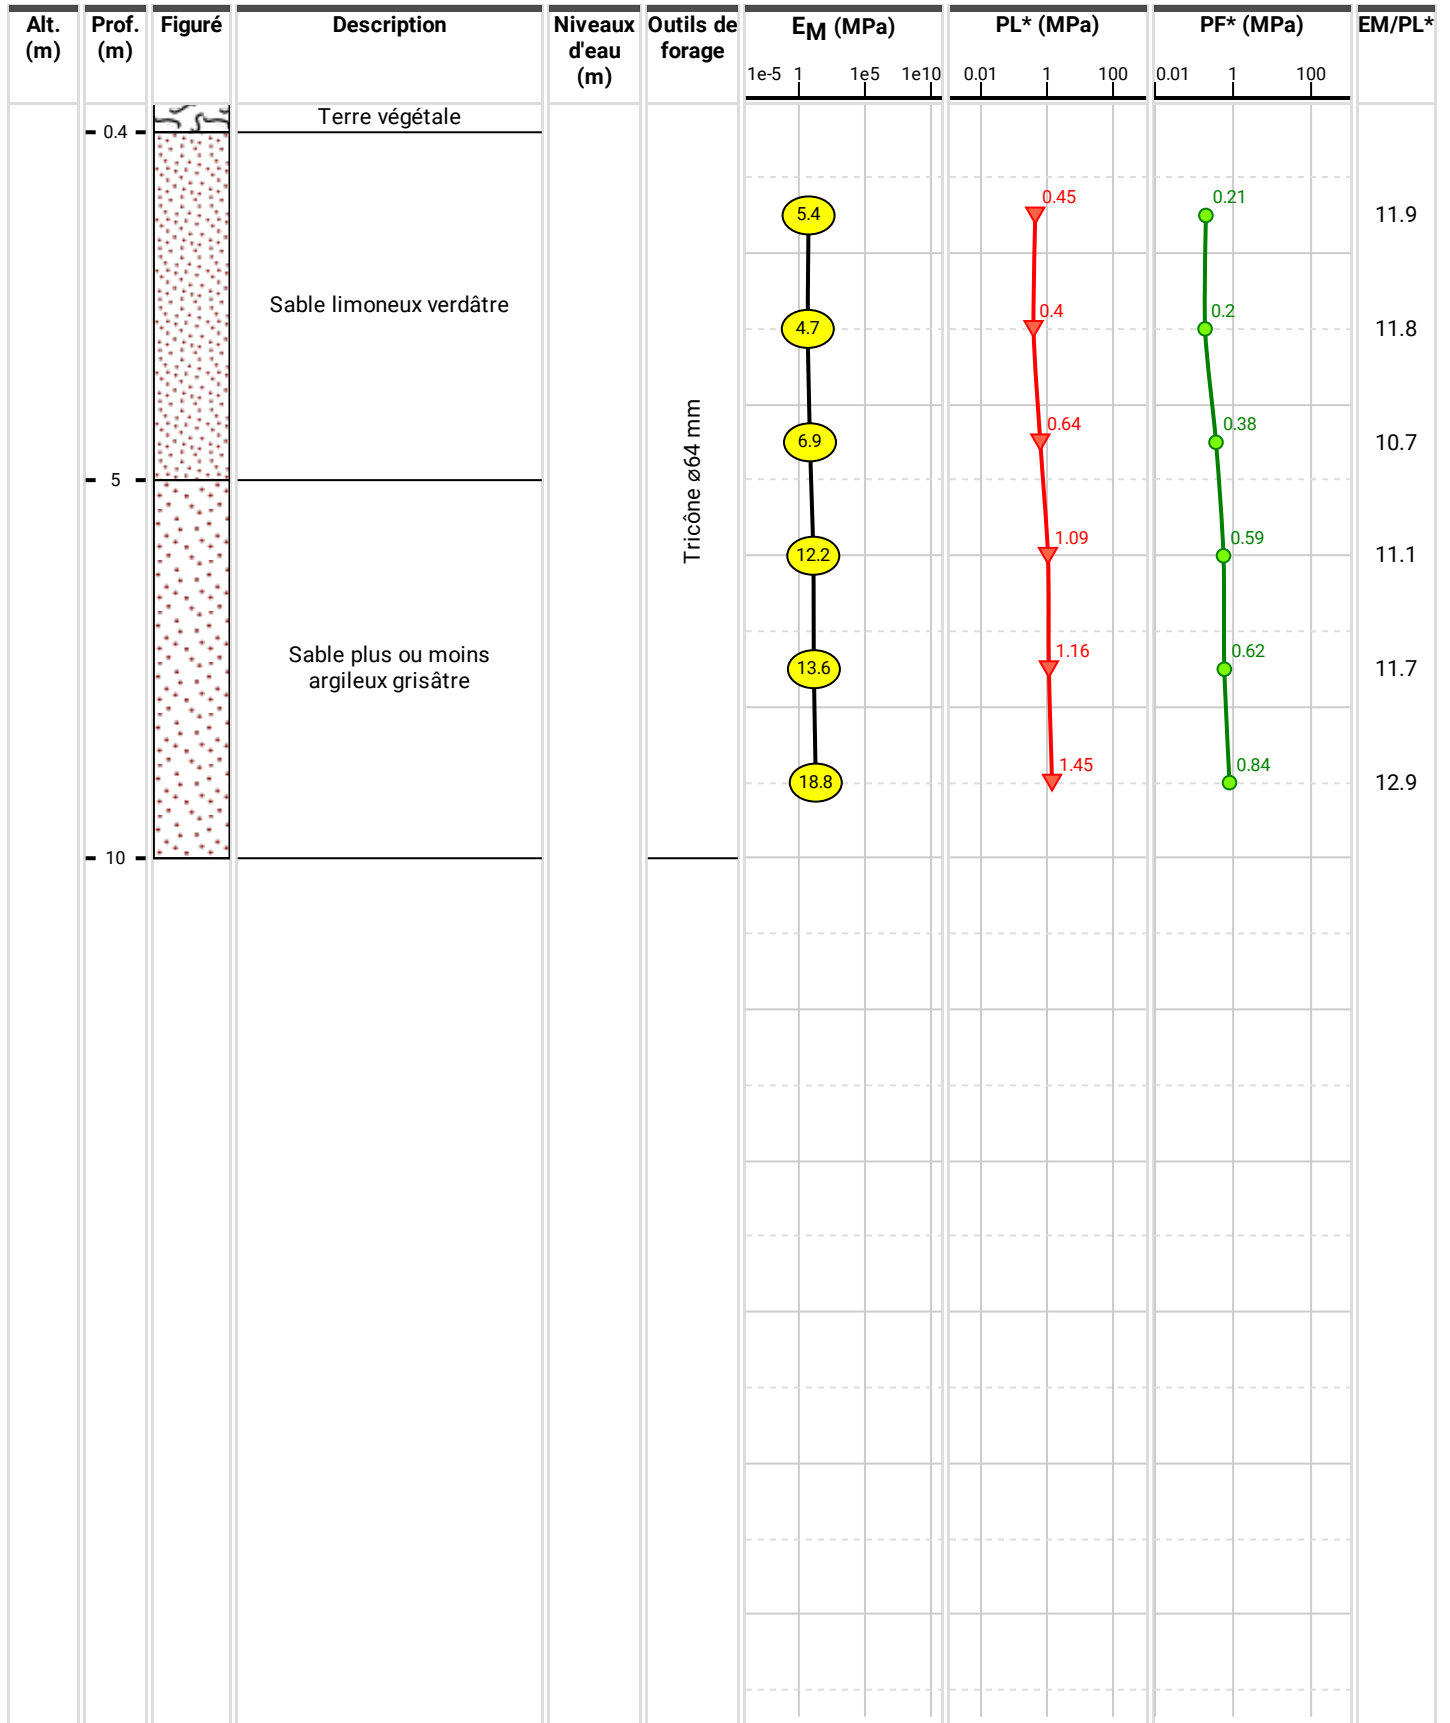 Alt.
(m)
Prof.
(m)
Figuré
Description
Niveaux
d'eau
(m)
Outils de
forage
EM (MPa)
1e-5 1 1e5 1e10
PL* (MPa)
0.01 1 100
PF* (MPa)
0.01 1 100
EM/PL*
Terre végétale
0.4
Sable limoneux verdâtre
5
Sable plus ou moins
argileux grisâtre
10
Tricône ø64 mm
5.4 0.45 0.21 11.9
4.7 0.4 0.2 11.8
6.9 0.64 0.38 10.7
12.2 1.09 0.59 11.1
13.6 1.16 0.62 11.7
18.8 1.45 0.84 12.9